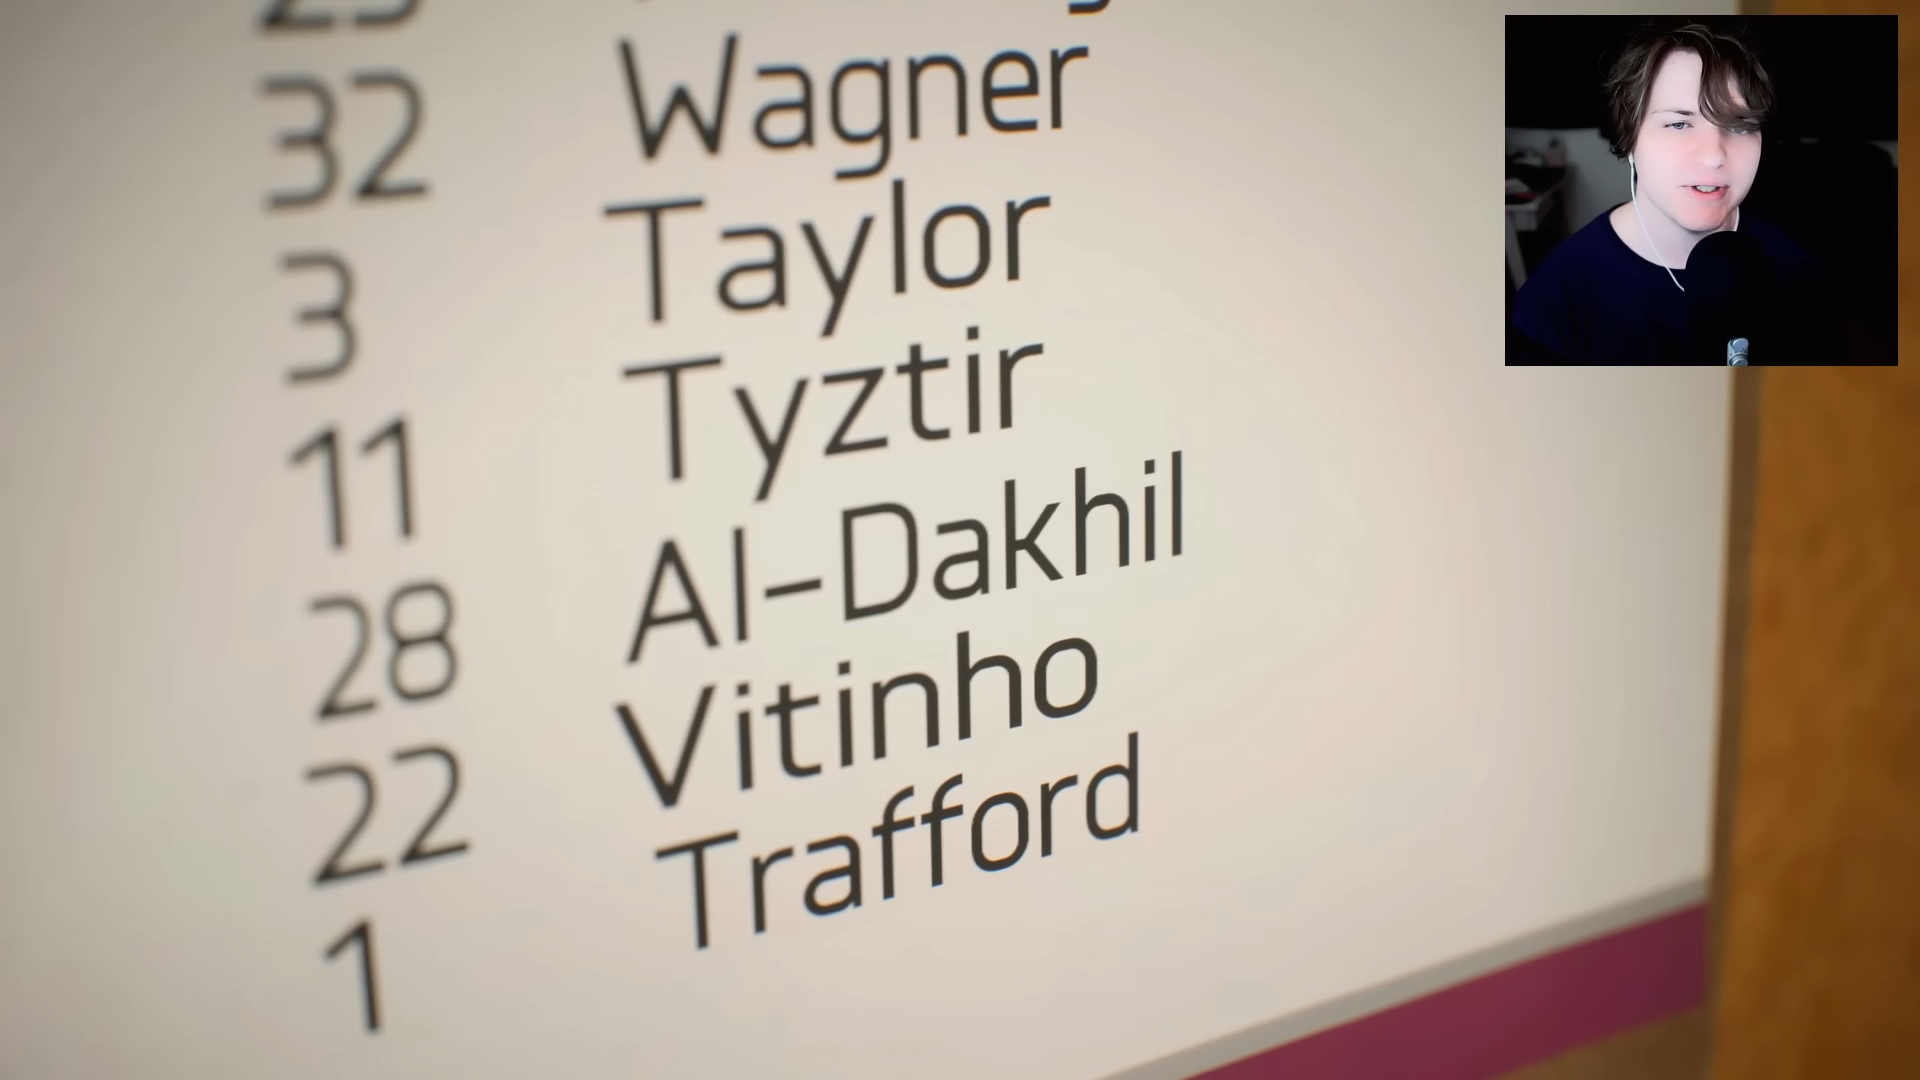 32 Wagner
3 Taylor
11 Tyztir
28 Al-Dakhil
22 Vitinho
1 Trafford